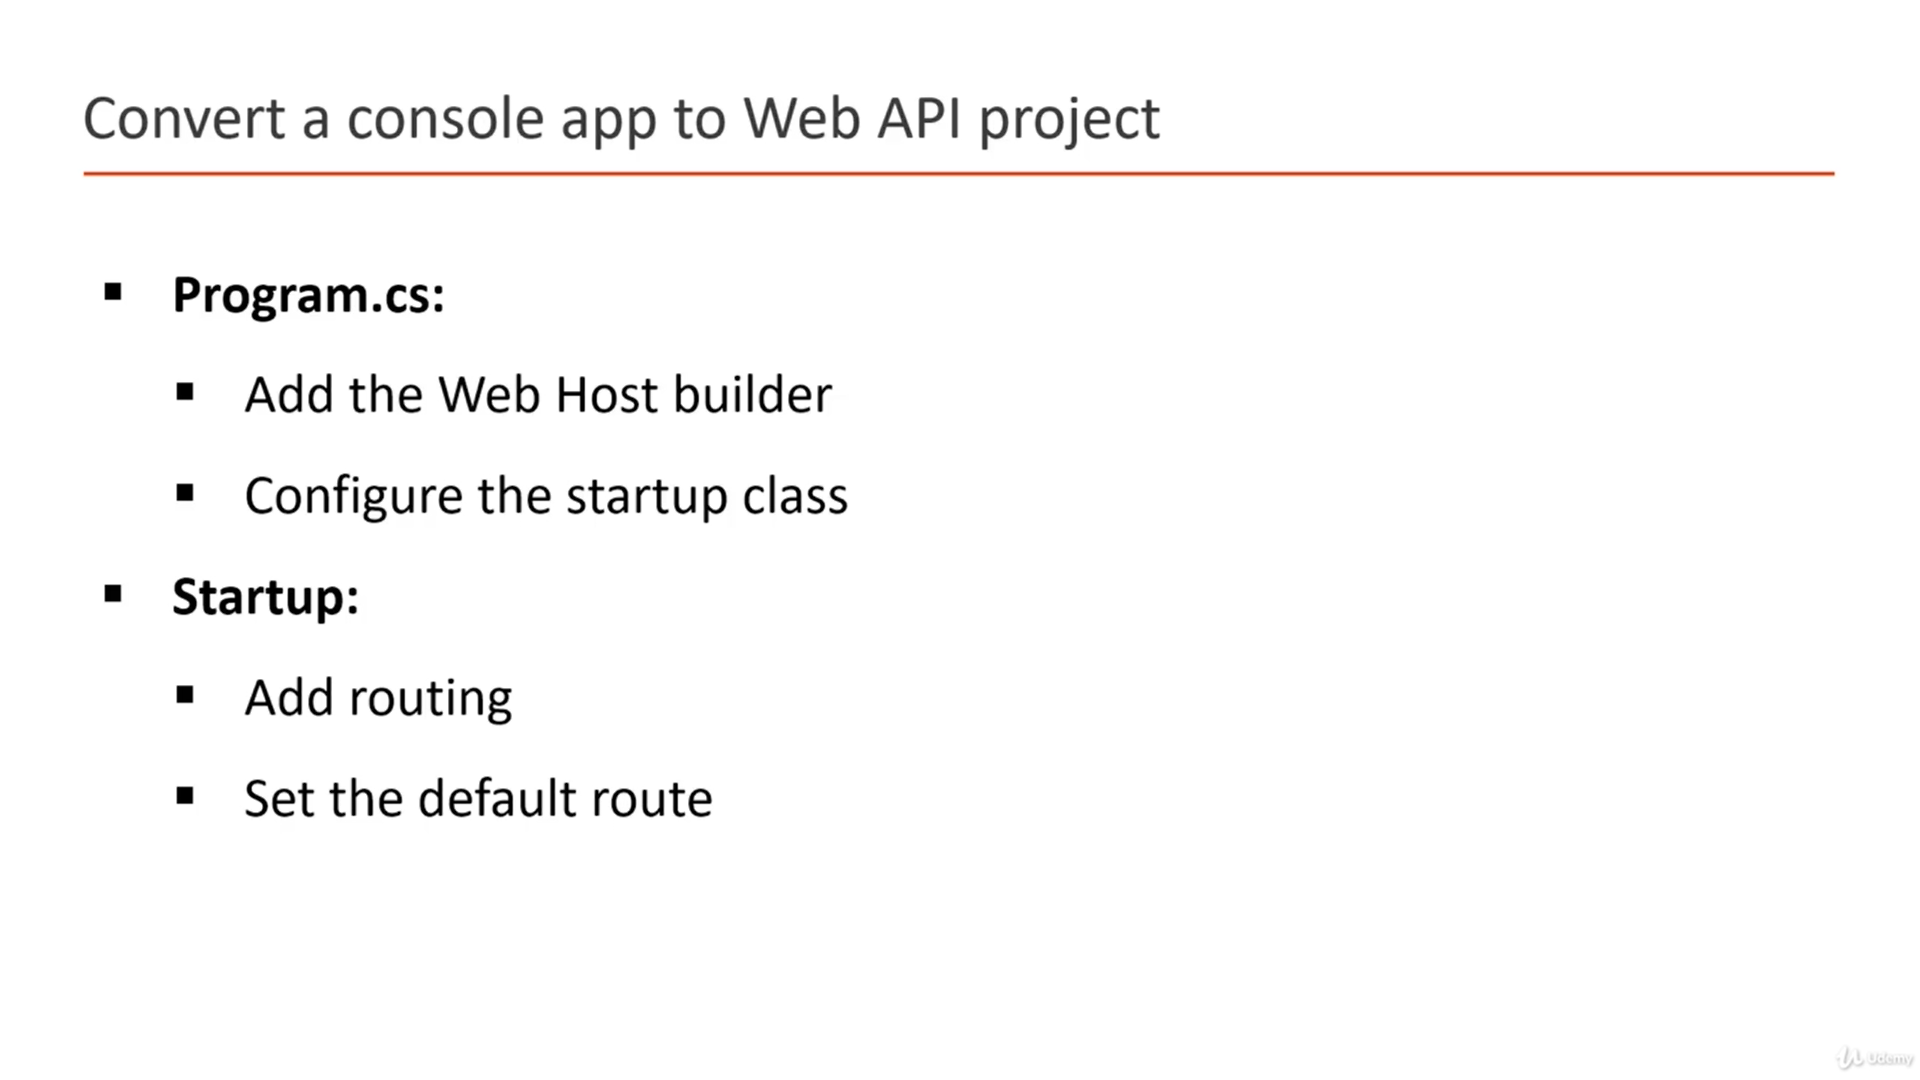 Convert a console app to Web API project
Program.cs:
Add the Web Host builder
Configure the startup class
Startup:
Add routing
Set the default route
Udemy